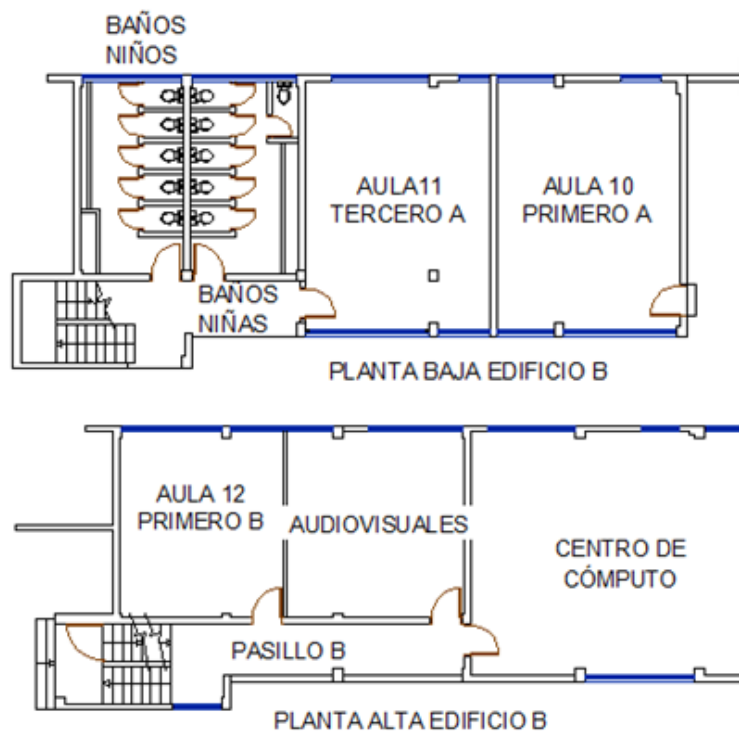 BAÑOS
NIÑOS
AULA11
TERCERO A
AULA 10
PRIMERO A
BAÑOS
NIÑAS
PLANTA BAJA EDIFICIO B
AULA 12
PRIMERO B
AUDIOVISUALES
CENTRO DE
CÓMPUTO
PASILLO B
PLANTA ALTA EDIFICIO B